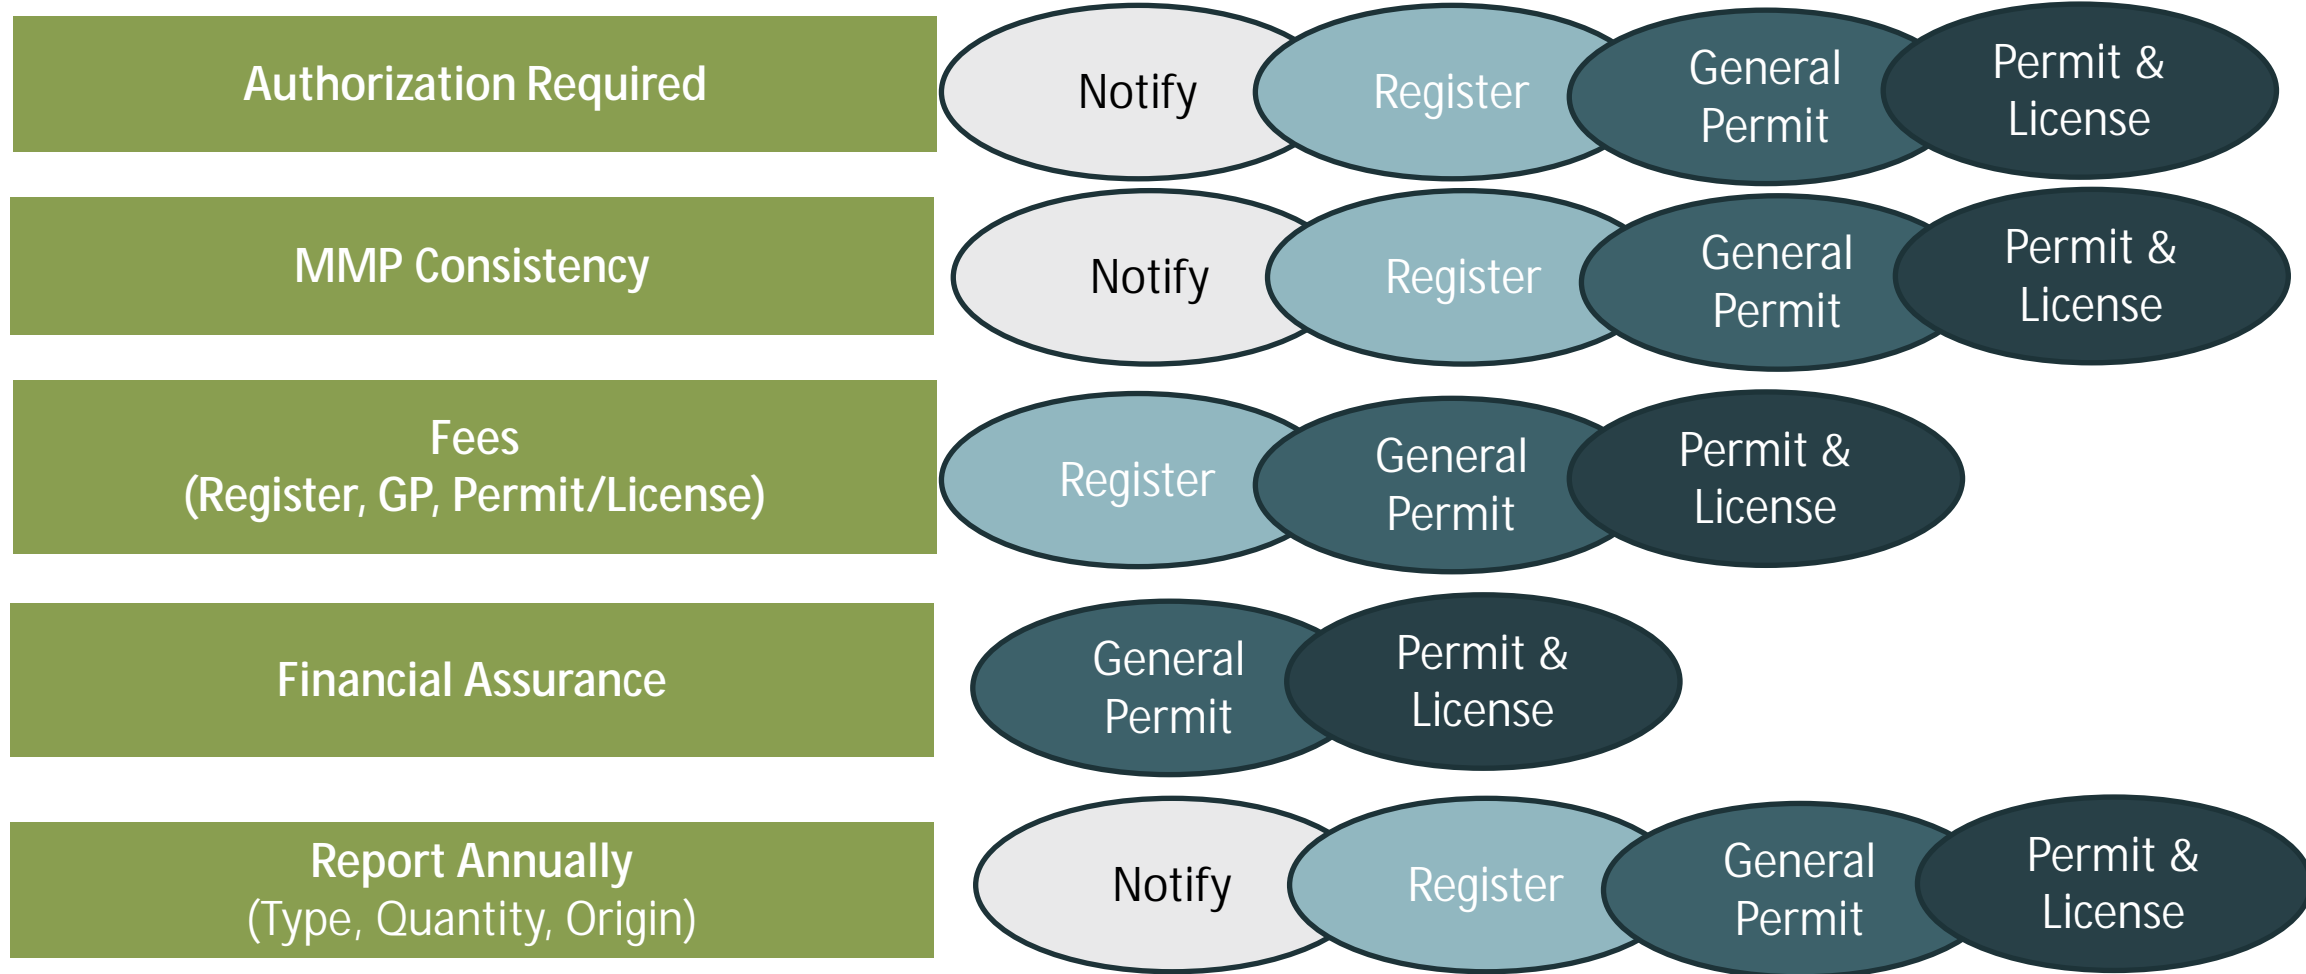 Authorization Required
Notify
Register
General
Permit
Permit &
License
MMP Consistency
Notify
Register
General
Permit
Permit &
License
Fees
(Register, GP, Permit/License)
Register
General
Permit
Permit &
License
Financial Assurance
General
Permit
Permit &
License
Report Annually
(Type, Quantity, Origin)
Notify
Register
General
Permit
Permit &
License